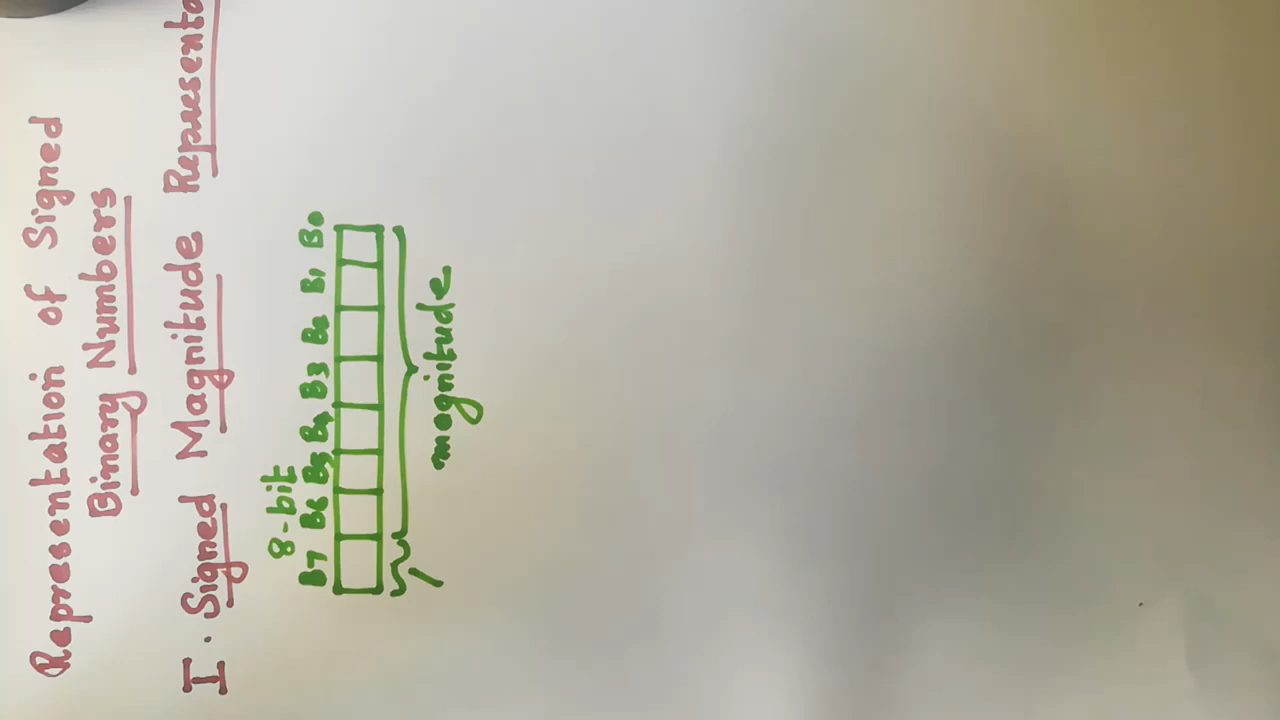 Representation of Signed
Binary Numbers
I. Signed Magnitude Representa
8-bit
B7 B6 B5 B4 B3 B2 B1 B0
magnitude